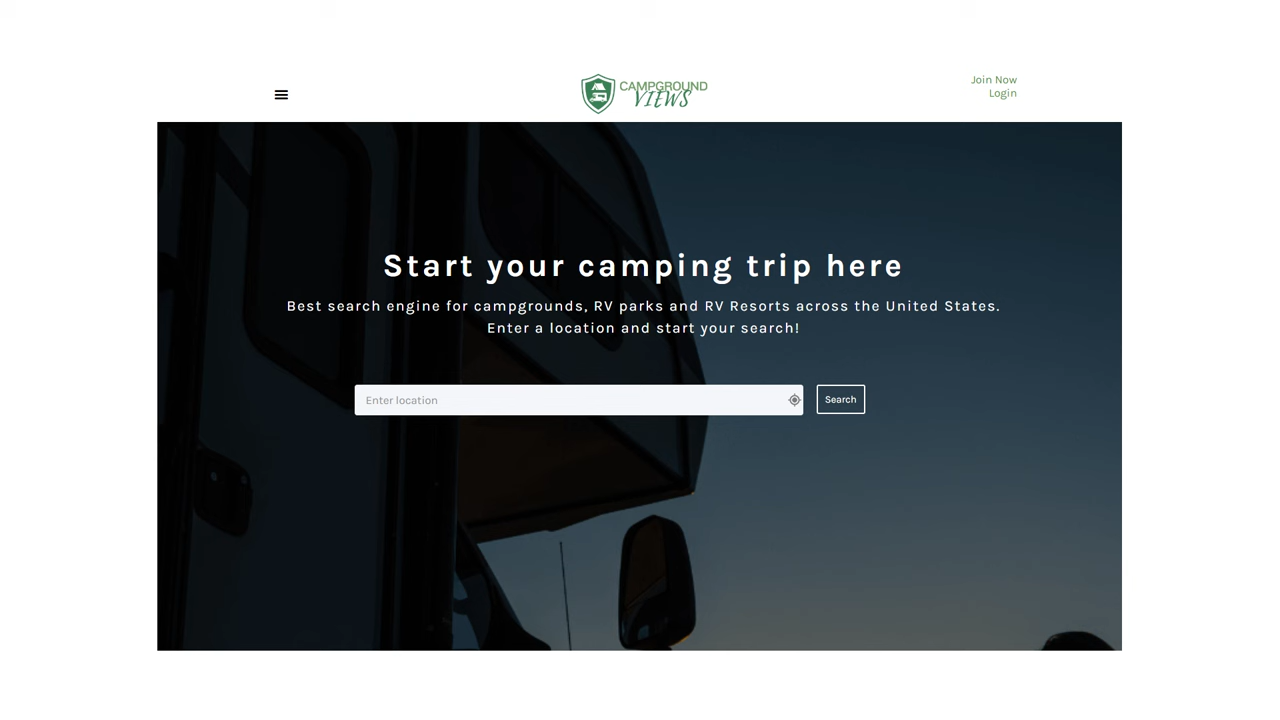 CAMPGROUND
VIEWS
Join Now
Login
Start your camping trip here
Best search engine for campgrounds, RV parks and RV Resorts across the United States.
Enter a location and start your search!
Enter location
Search